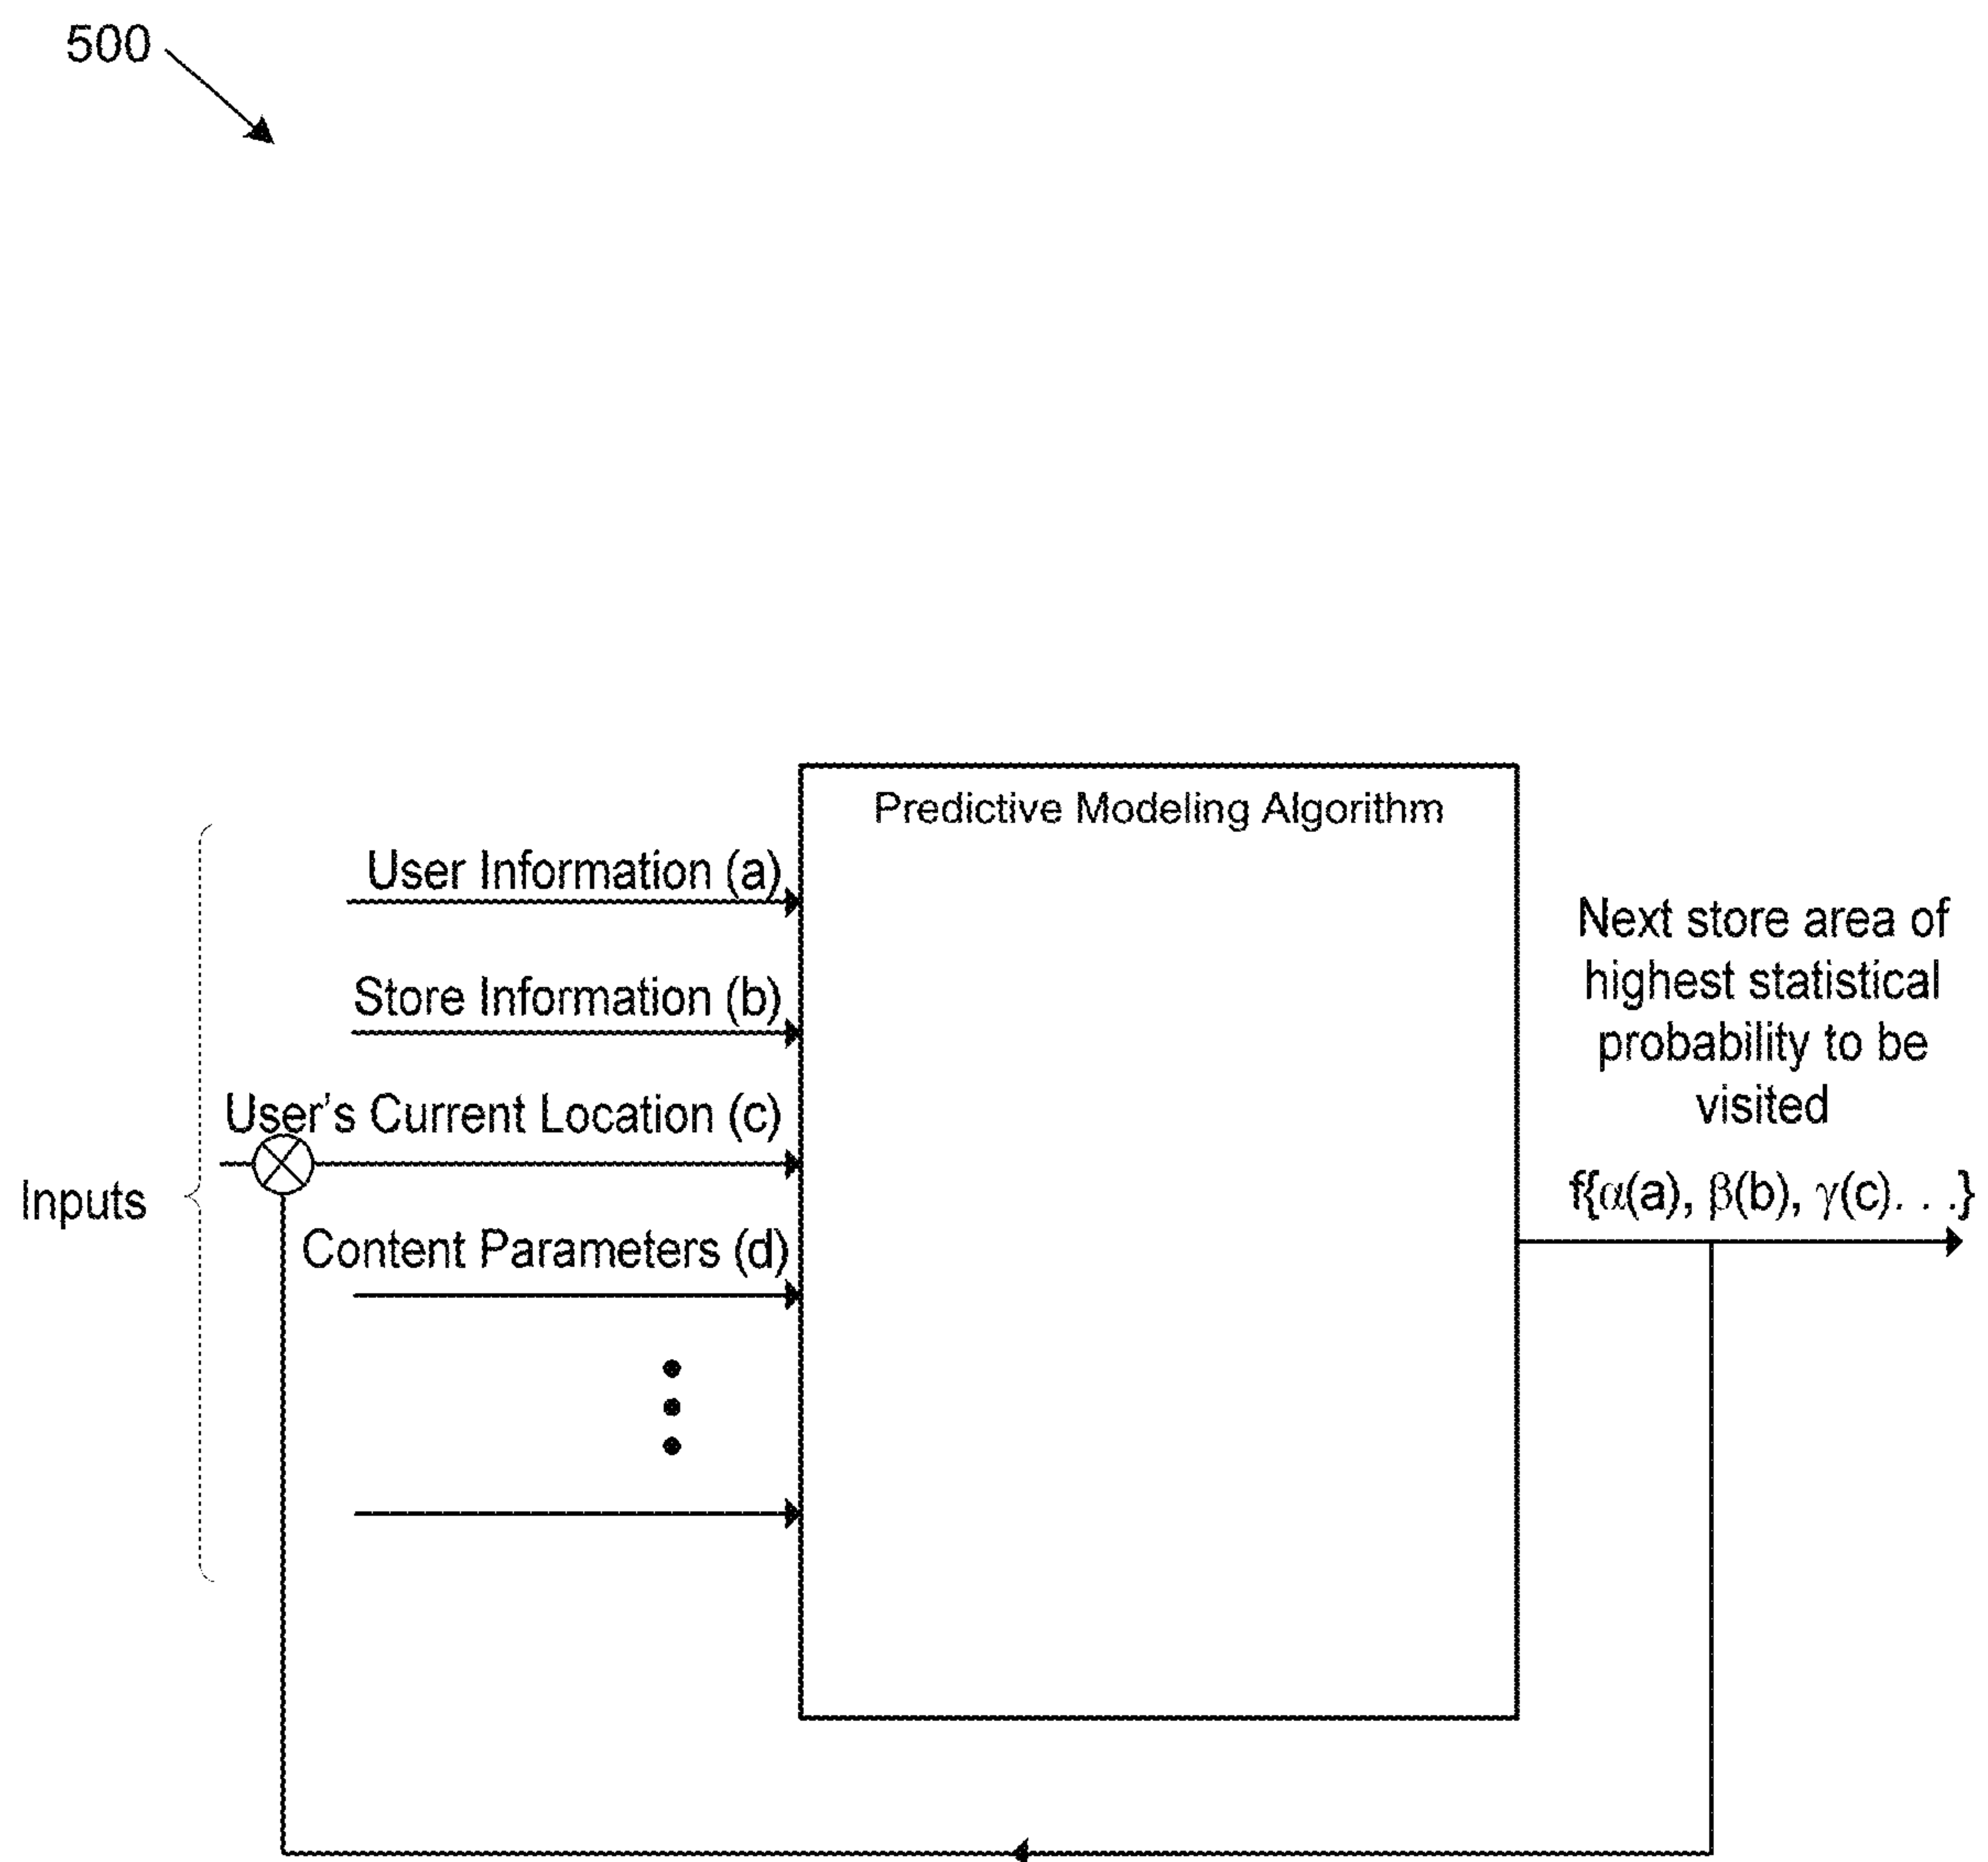 500
Predictive Modeling Algorithm
User Information (a)
Store Information (b)
User's Current Location (c)
Content Parameters (d)
Inputs
Next store area of
highest statistical
probability to be
visited
f{α(a), β(b), γ(c). . .}